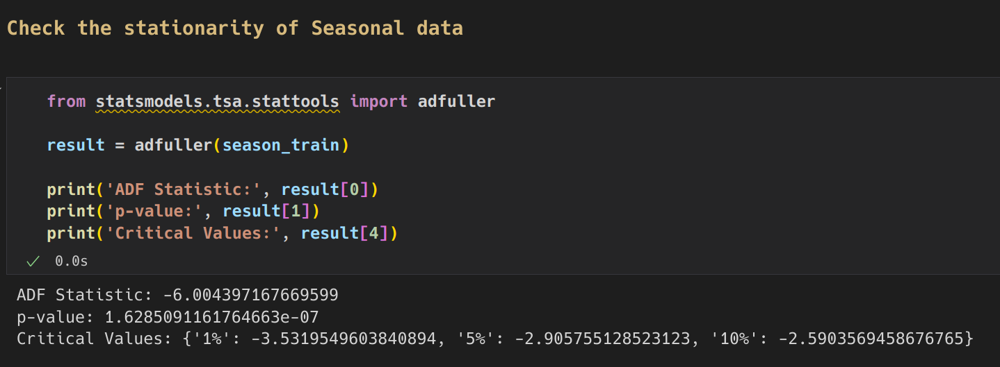 Check the stationarity of Seasonal data
from statsmodels.tsa.stattools import adfuller
result = adfuller(season_train)
print('ADF Statistic:', result[0])
print('p-value:', result[1])
print('Critical Values:', result[4])
0.0s
ADF Statistic: -6.004397167669599
p-value: 1.6285091161764663e-07
Critical Values: {'1%': -3.5319549603840894, '5%': -2.905755128523123, '10%': -2.5903569458676765}